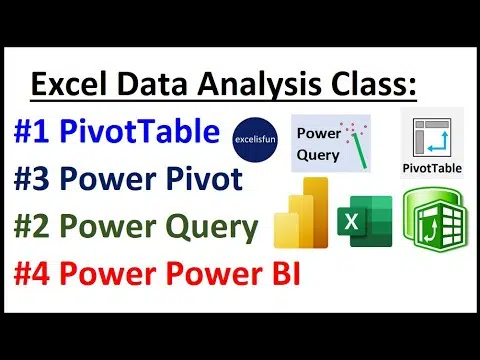 Excel Data Analysis Class:
#1 PivotTable
excelisfun
Power
Query
PivotTable
#3 Power Pivot
#2 Power Query
X
#4 Power Power BI